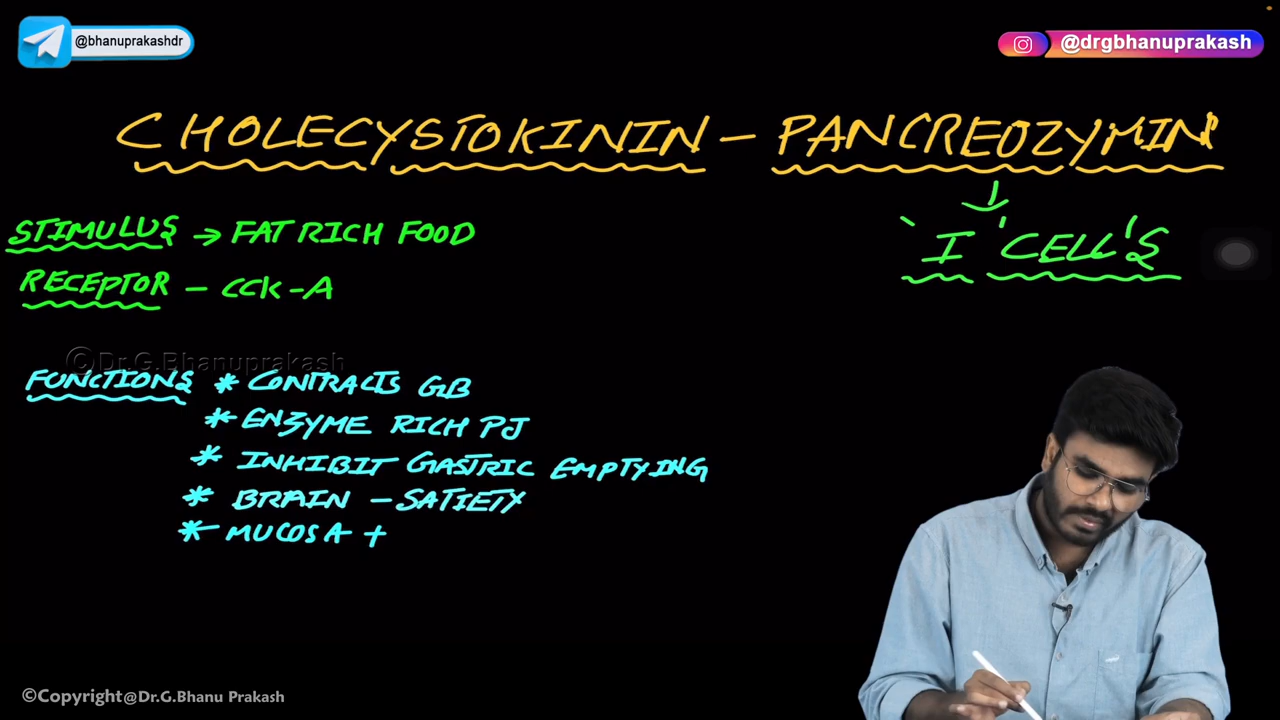 @bhanuprakashdr
@drgbhanuprakash
CHOLECYSTOKININ - PANCREOZYMIN
STIMULUS → FAT RICH FOOD
'I' CELL'S
RECEPTOR - CCK-A
©Dr.G.Bhanuprakash
FUNCTIONS * CONTRACTS GB
* ENZYME RICH PJ
* INHIBIT GASTRIC EMPTYING
* BRAIN - SATIETY
* MUCOSA +
©Copyright@Dr.G.Bhanu Prakash